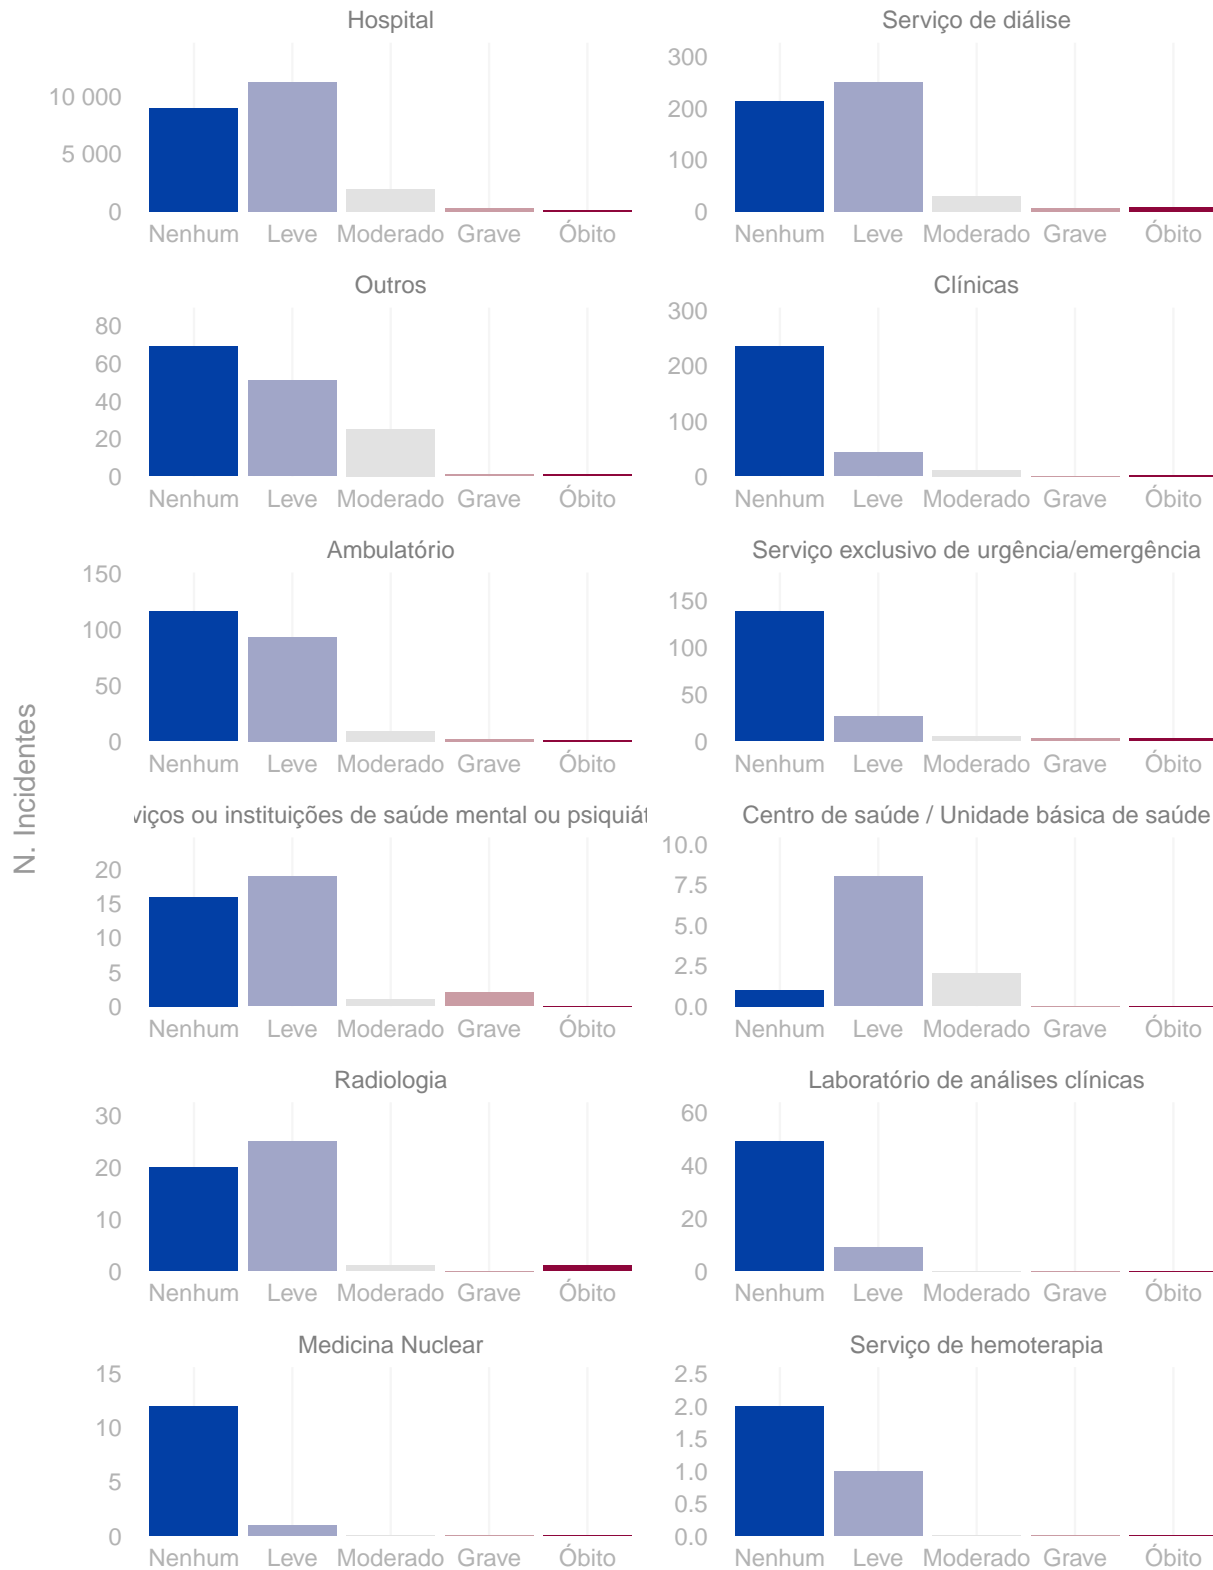 Hospital
10 000
5 000
0
Nenhum Leve Moderado Grave Óbito
Serviço de diálise
300
200
100
0
Nenhum Leve Moderado Grave Óbito
Outros
80
60
40
20
0
Nenhum Leve Moderado Grave Óbito
Clínicas
300
200
100
0
Nenhum Leve Moderado Grave Óbito
Ambulatório
150
100
50
0
Nenhum Leve Moderado Grave Óbito
Serviço exclusivo de urgência/emergência
150
100
50
0
Nenhum Leve Moderado Grave Óbito
N. Incidentes
viços ou instituições de saúde mental ou psiquiát
20
15
10
5
0
Nenhum Leve Moderado Grave Óbito
Centro de saúde / Unidade básica de saúde
10.0
7.5
5.0
2.5
0.0
Nenhum Leve Moderado Grave Óbito
Radiologia
30
20
10
0
Nenhum Leve Moderado Grave Óbito
Laboratório de análises clínicas
60
40
20
0
Nenhum Leve Moderado Grave Óbito
Medicina Nuclear
15
10
5
0
Nenhum Leve Moderado Grave Óbito
Serviço de hemoterapia
2.5
2.0
1.5
1.0
0.5
0.0
Nenhum Leve Moderado Grave Óbito